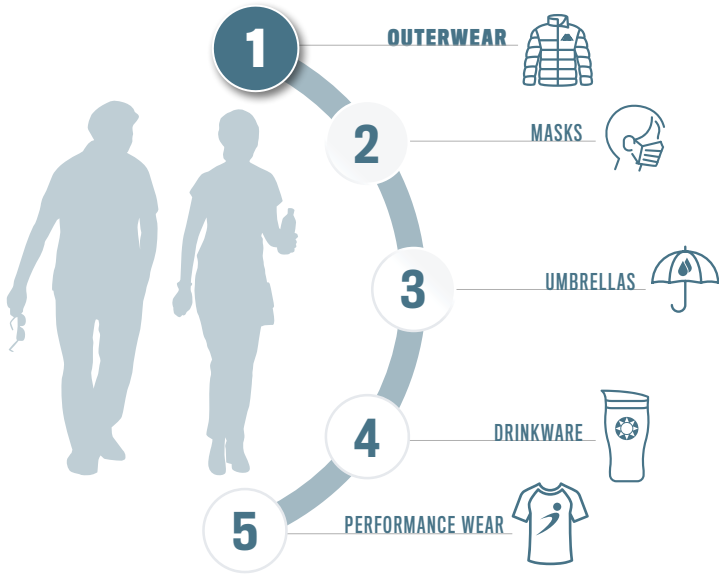 1
OUTERWEAR
2
MASKS
3
UMBRELLAS
4
DRINKWARE
5
PERFORMANCE WEAR